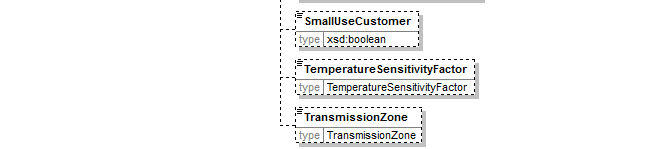 SmallUseCustomer
type xsd:boolean
TemperatureSensitivityFactor
type TemperatureSensitivityFactor
TransmissionZone
type TransmissionZone